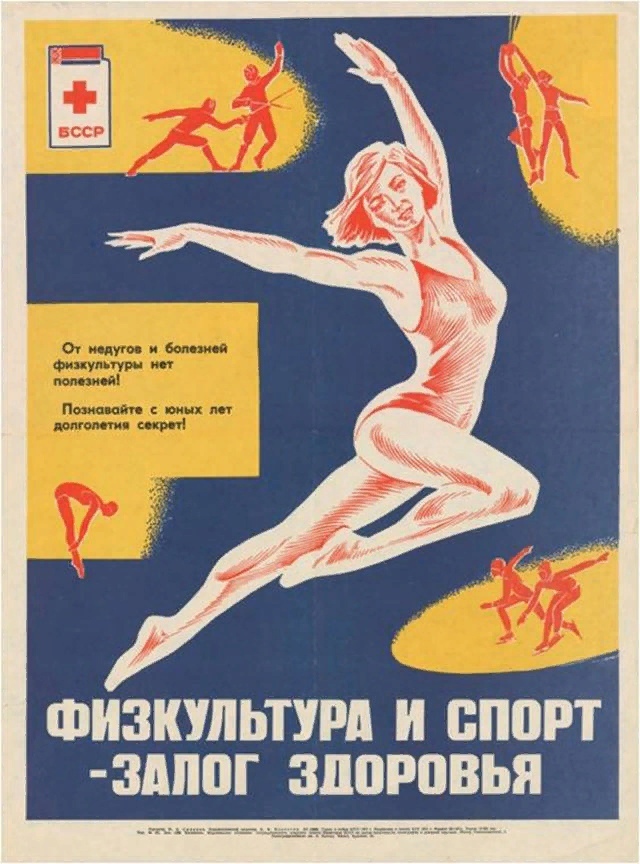 БССР
От недугов и болезней
физкультуры нет
полезней!
Познавайте с юных лет
долголетия секрет!
ФИЗКУЛЬТУРА И СПОРТ
-ЗАЛОГ ЗДОРОВЬЯ